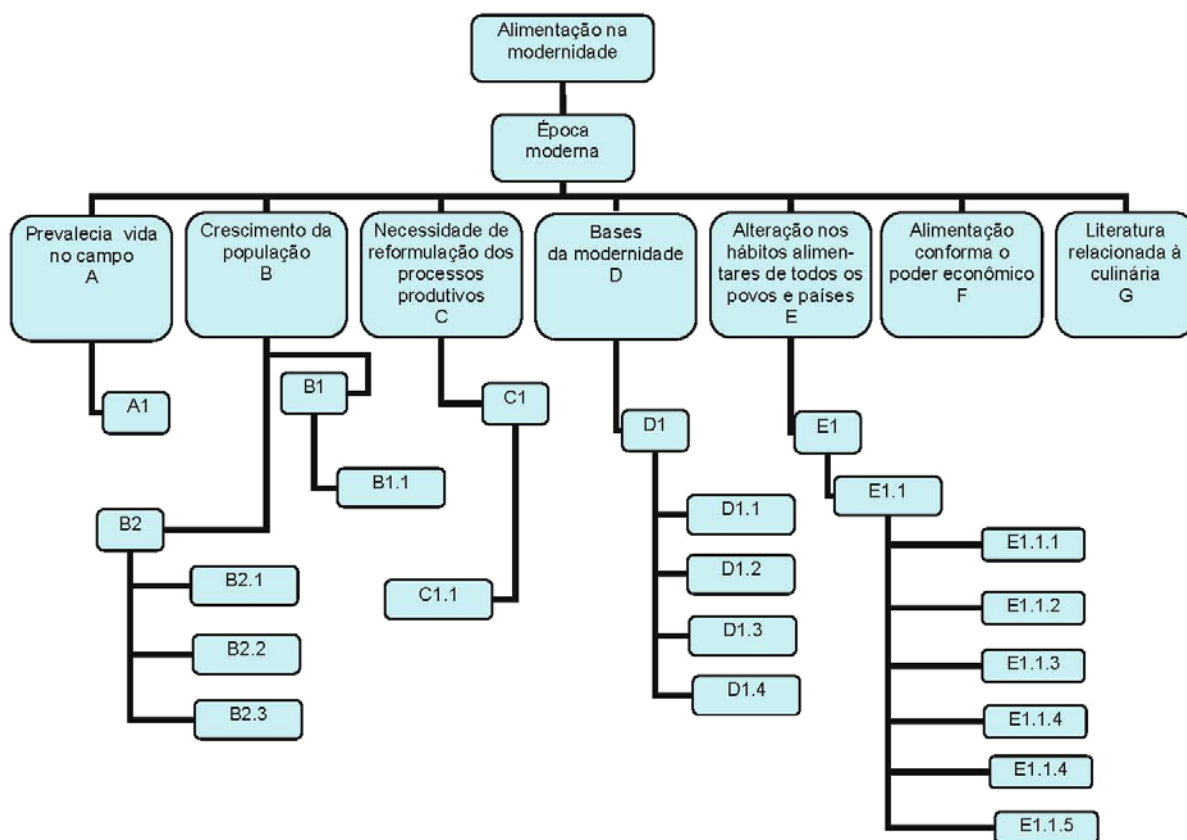 Alimentação na
modernidade
Época
moderna
Prevalecia vida
no campo
A
Crescimento da
população
B
Necessidade de
reformulação dos
processos
produtivos
C
Bases
da modernidade
D
Alteração nos
hábitos alimen-
tares de todos os
povos e países
E
Alimentação
conforma o
poder econômico
F
Literatura
relacionada à
culinária
G
A1
B1
B1.1
B2
B2.1
B2.2
B2.3
C1
C1.1
D1
D1.1
D1.2
D1.3
D1.4
E1
E1.1
E1.1.1
E1.1.2
E1.1.3
E1.1.4
E1.1.4
E1.1.5